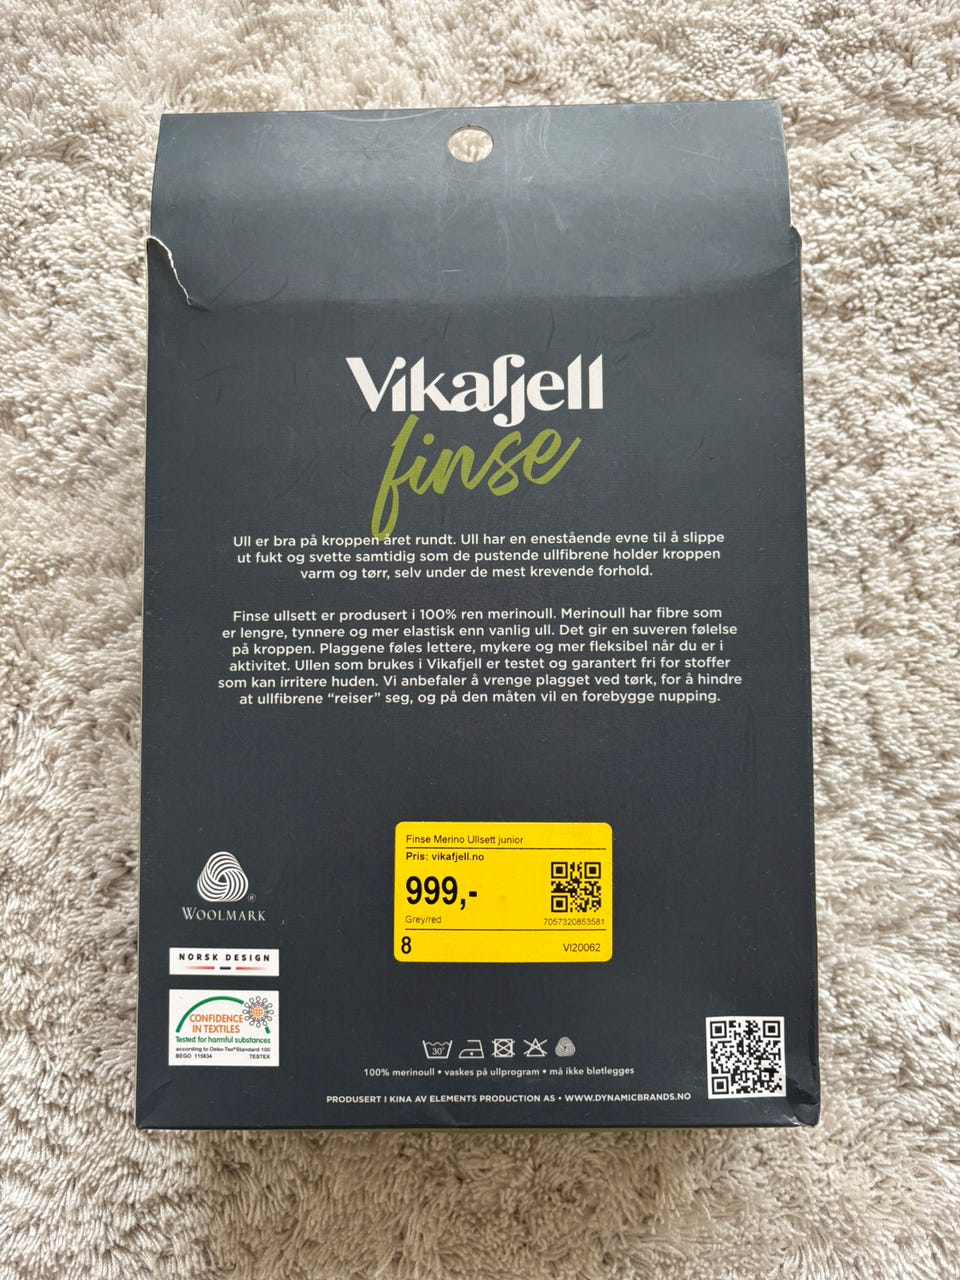 Vikafjell
finse
Ull er bra på kroppen året rundt. Ull har en enestående evne til å slippe
ut fukt og svette samtidig som de pustende ullfibrene holder kroppen
varm og tørr, selv under de mest krevende forhold.
Finse ullsett er produsert i 100% ren merinoull. Merinoull har fibre som
er lengre, tynnere og mer elastisk enn vanlig ull. Det gir en suveren følelse
på kroppen. Plaggene føles lettere, mykere og mer fleksibel når du er i
aktivitet. Ullen som brukes i Vikafjell er testet og garantert fri for stoffer
som kan irritere huden. Vi anbefaler å vrenge plagget ved tørk, for å hindre
at ullfibrene “reiser” seg, og på den måten vil en forebygge nupping.
Finse Merino Ullsett junior
Pris: vikafjell.no
999,-
Grey/red
7057320853581
8
VI20062
®
WOOLMARK
NORSK DESIGN
CONFIDENCE
IN TEXTILES
Tested for harmful substances
according to Oeko-Tex® Standard 100
BEGO 115634 TESTEX
30°
100% merinoull • vaskes på ullprogram • må ikke bløtlegges
PRODUSERT I KINA AV ELEMENTS PRODUCTION AS • WWW.DYNAMICBRANDS.NO